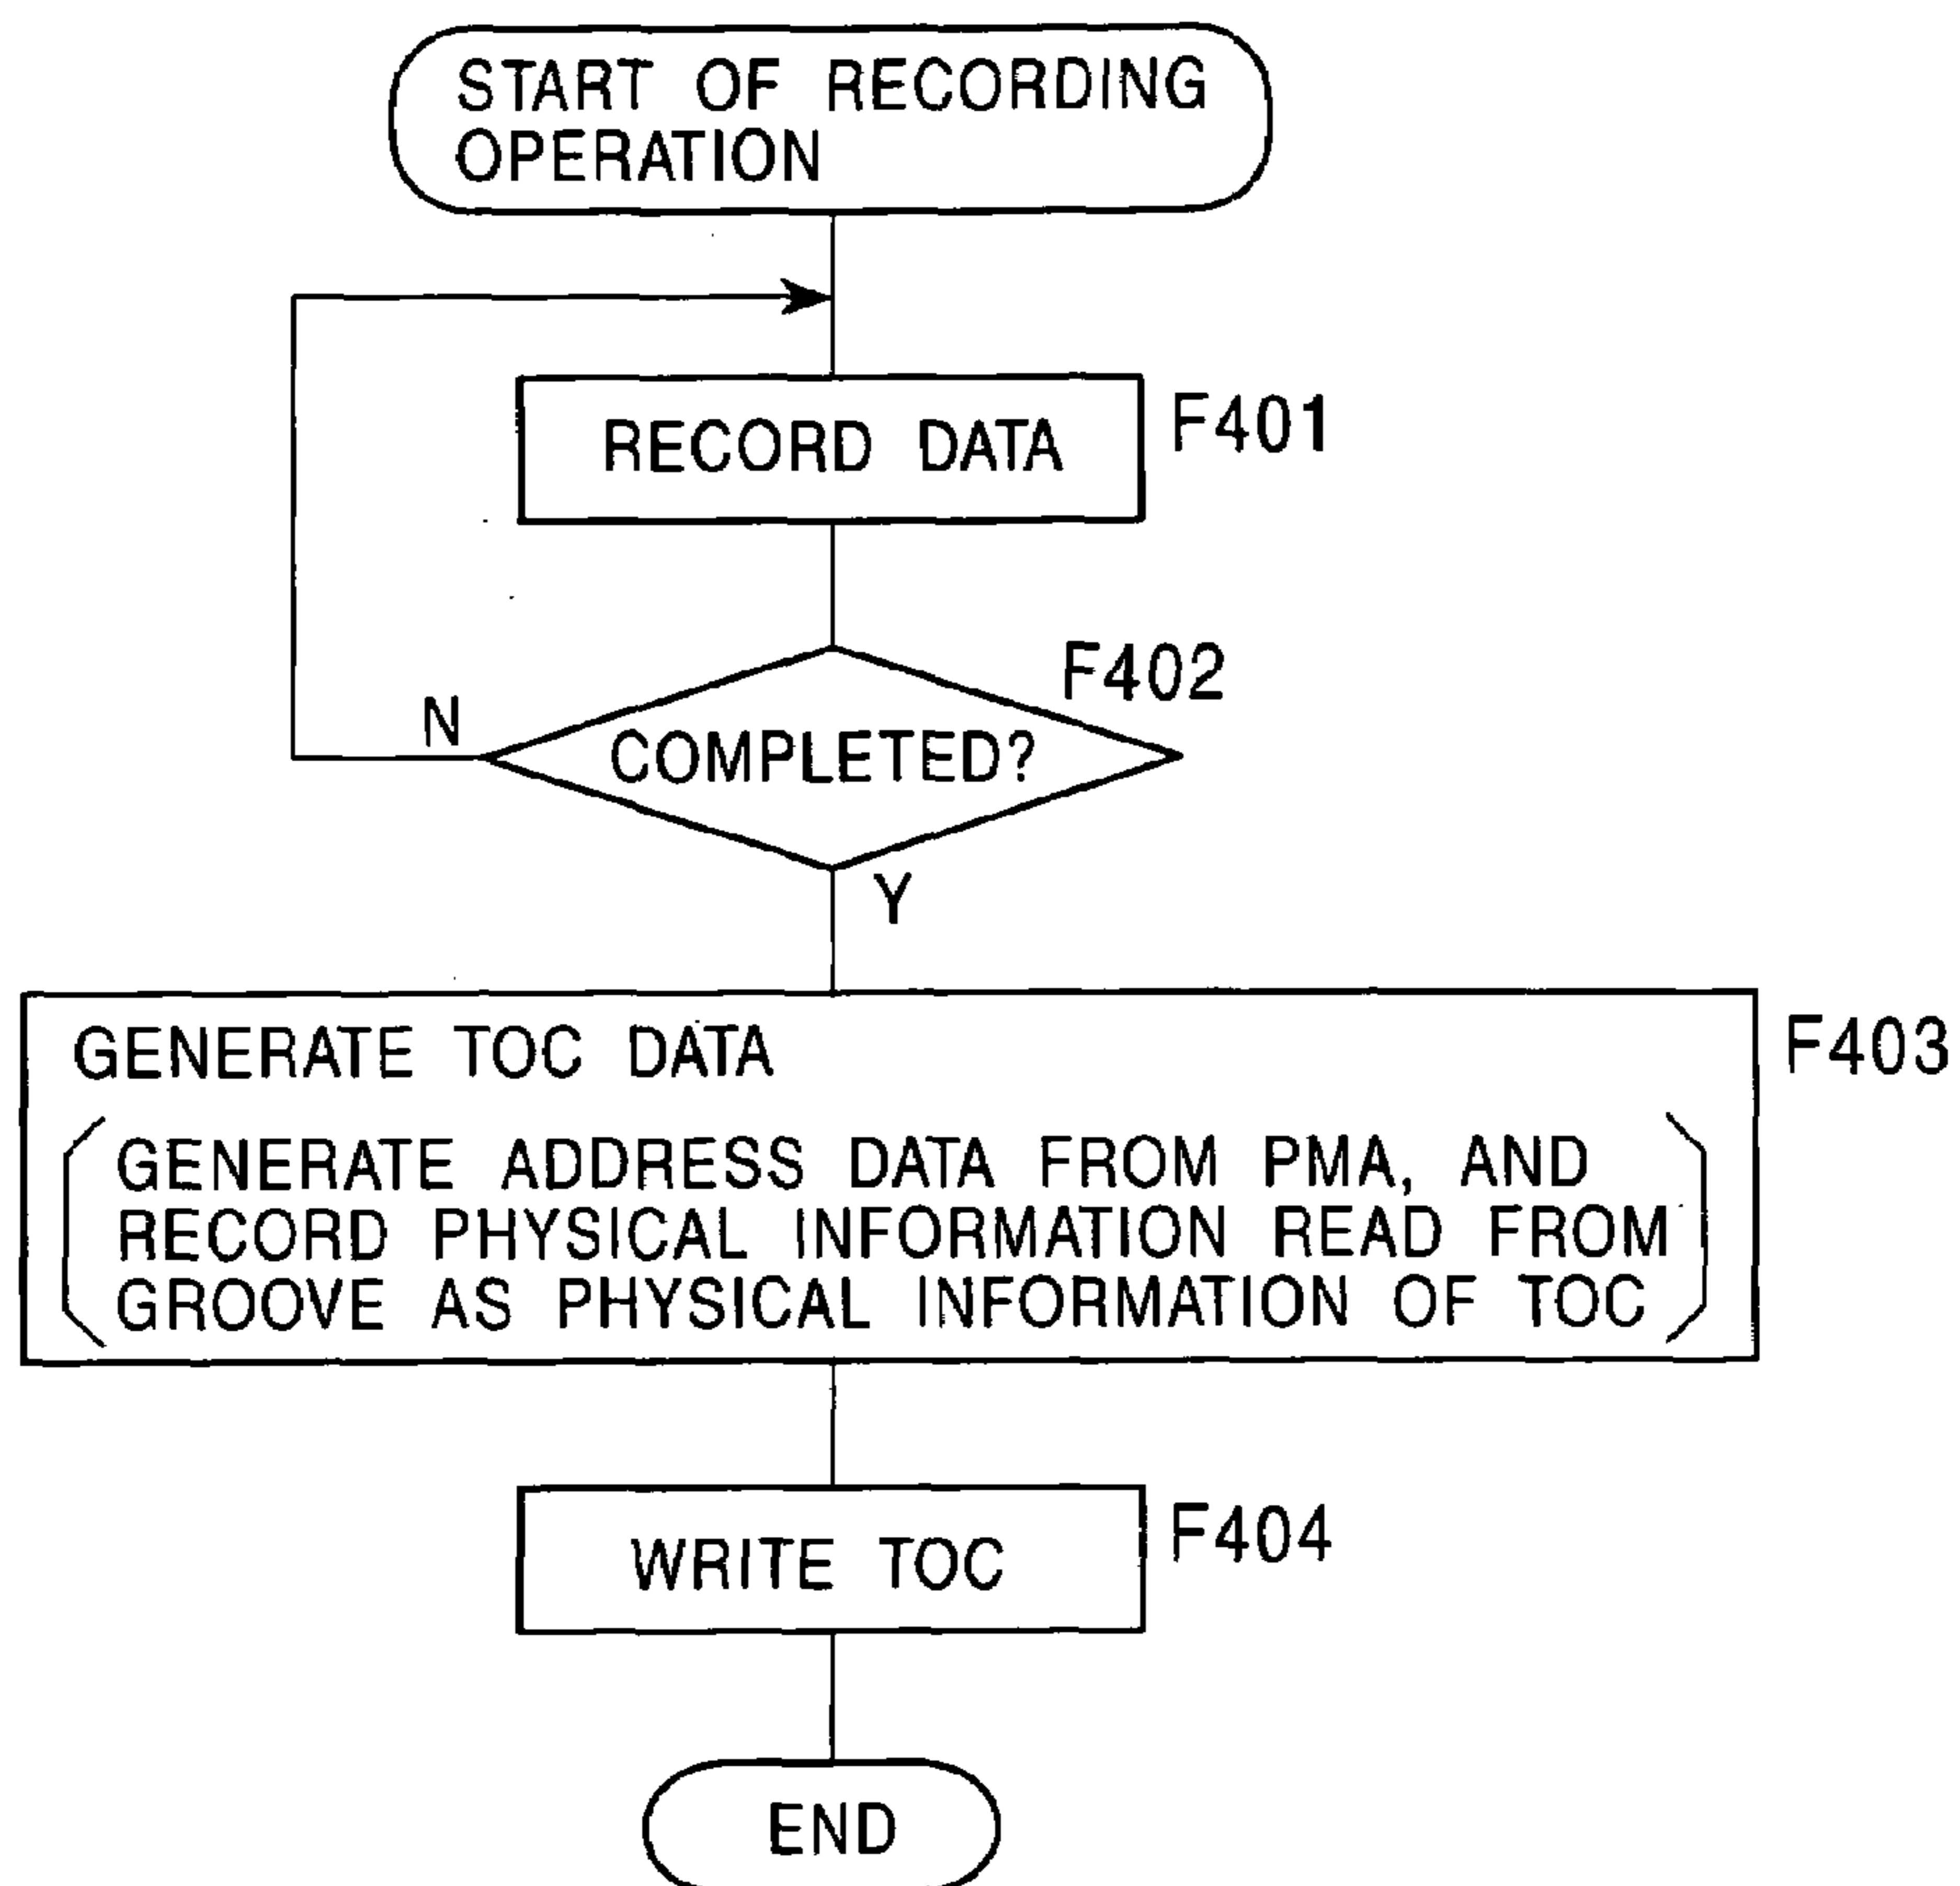 START OF RECORDING
OPERATION
RECORD DATA
F401
F402
N
COMPLETED?
Y
GENERATE TOC DATA
F403
GENERATE ADDRESS DATA FROM PMA, AND
RECORD PHYSICAL INFORMATION READ FROM
GROOVE AS PHYSICAL INFORMATION OF TOC
WRITE TOC
F404
END